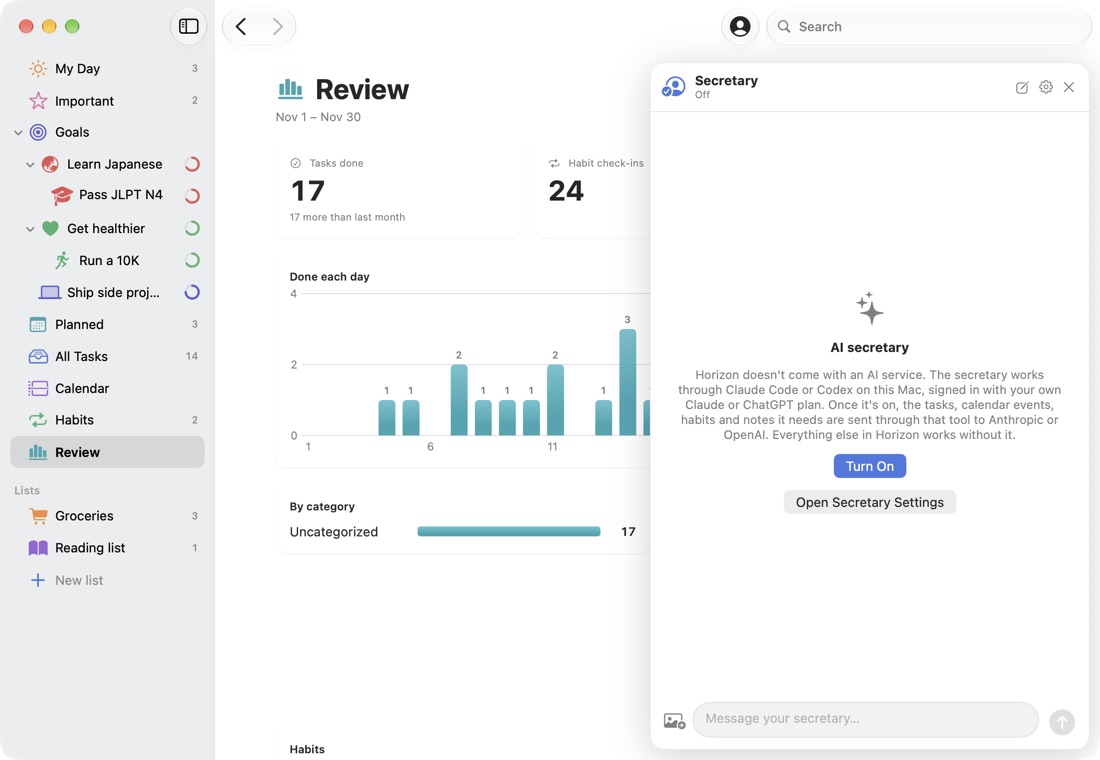 Search
My Day 3
Important 2
Goals
Learn Japanese
Pass JLPT N4
Get healthier
Run a 10K
Ship side proj...
Planned 3
All Tasks 14
Calendar
Habits 2
Review
Lists
Groceries 3
Reading list 1
New list
Review
Nov 1 – Nov 30
Tasks done
17
17 more than last month
Habit check-ins
24
Done each day
4
2
0
1 1 2 1 1 1 2 1 3
1 6 11
By category
Uncategorized 17
Habits
Secretary
Off
AI secretary
Horizon doesn't come with an AI service. The secretary works
through Claude Code or Codex on this Mac, signed in with your own
Claude or ChatGPT plan. Once it's on, the tasks, calendar events,
habits and notes it needs are sent through that tool to Anthropic or
OpenAI. Everything else in Horizon works without it.
Turn On
Open Secretary Settings
Message your secretary...